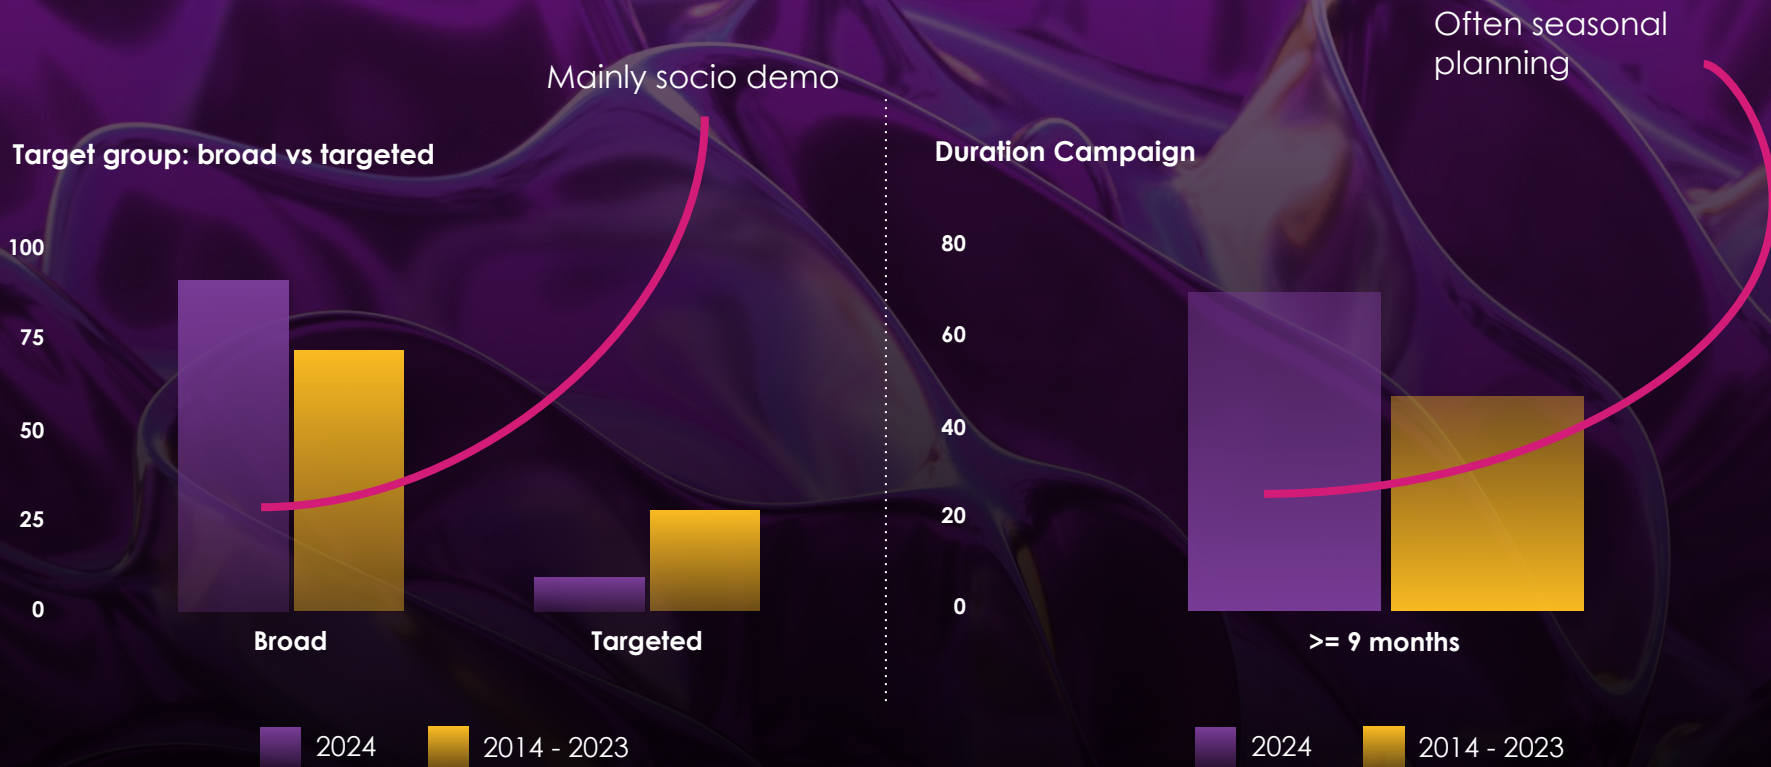 Often seasonal
planning
Mainly socio demo
Target group: broad vs targeted
100
75
50
25
0
Broad
Targeted
2024
2014 - 2023
Duration Campaign
80
60
40
20
0
>= 9 months
2024
2014 - 2023